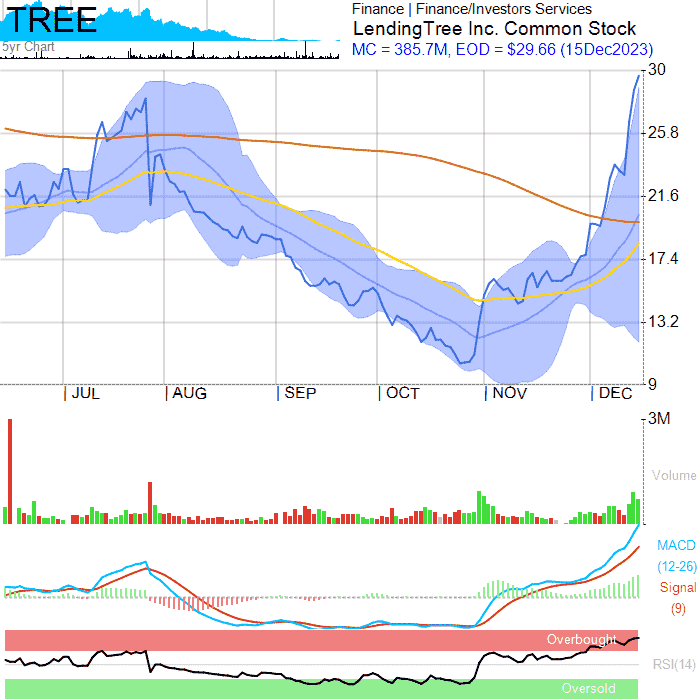 TREE
5yr Chart
Finance | Finance/Investors Services
LendingTree Inc. Common Stock
MC = 385.7M, EOD = $29.66 (15Dec2023)
30
25.8
21.6
17.4
13.2
9
| JUL | AUG | SEP | OCT | NOV | DEC
3M
Volume
MACD
(12-26)
Signal
(9)
Overbought
RSI(14)
Oversold